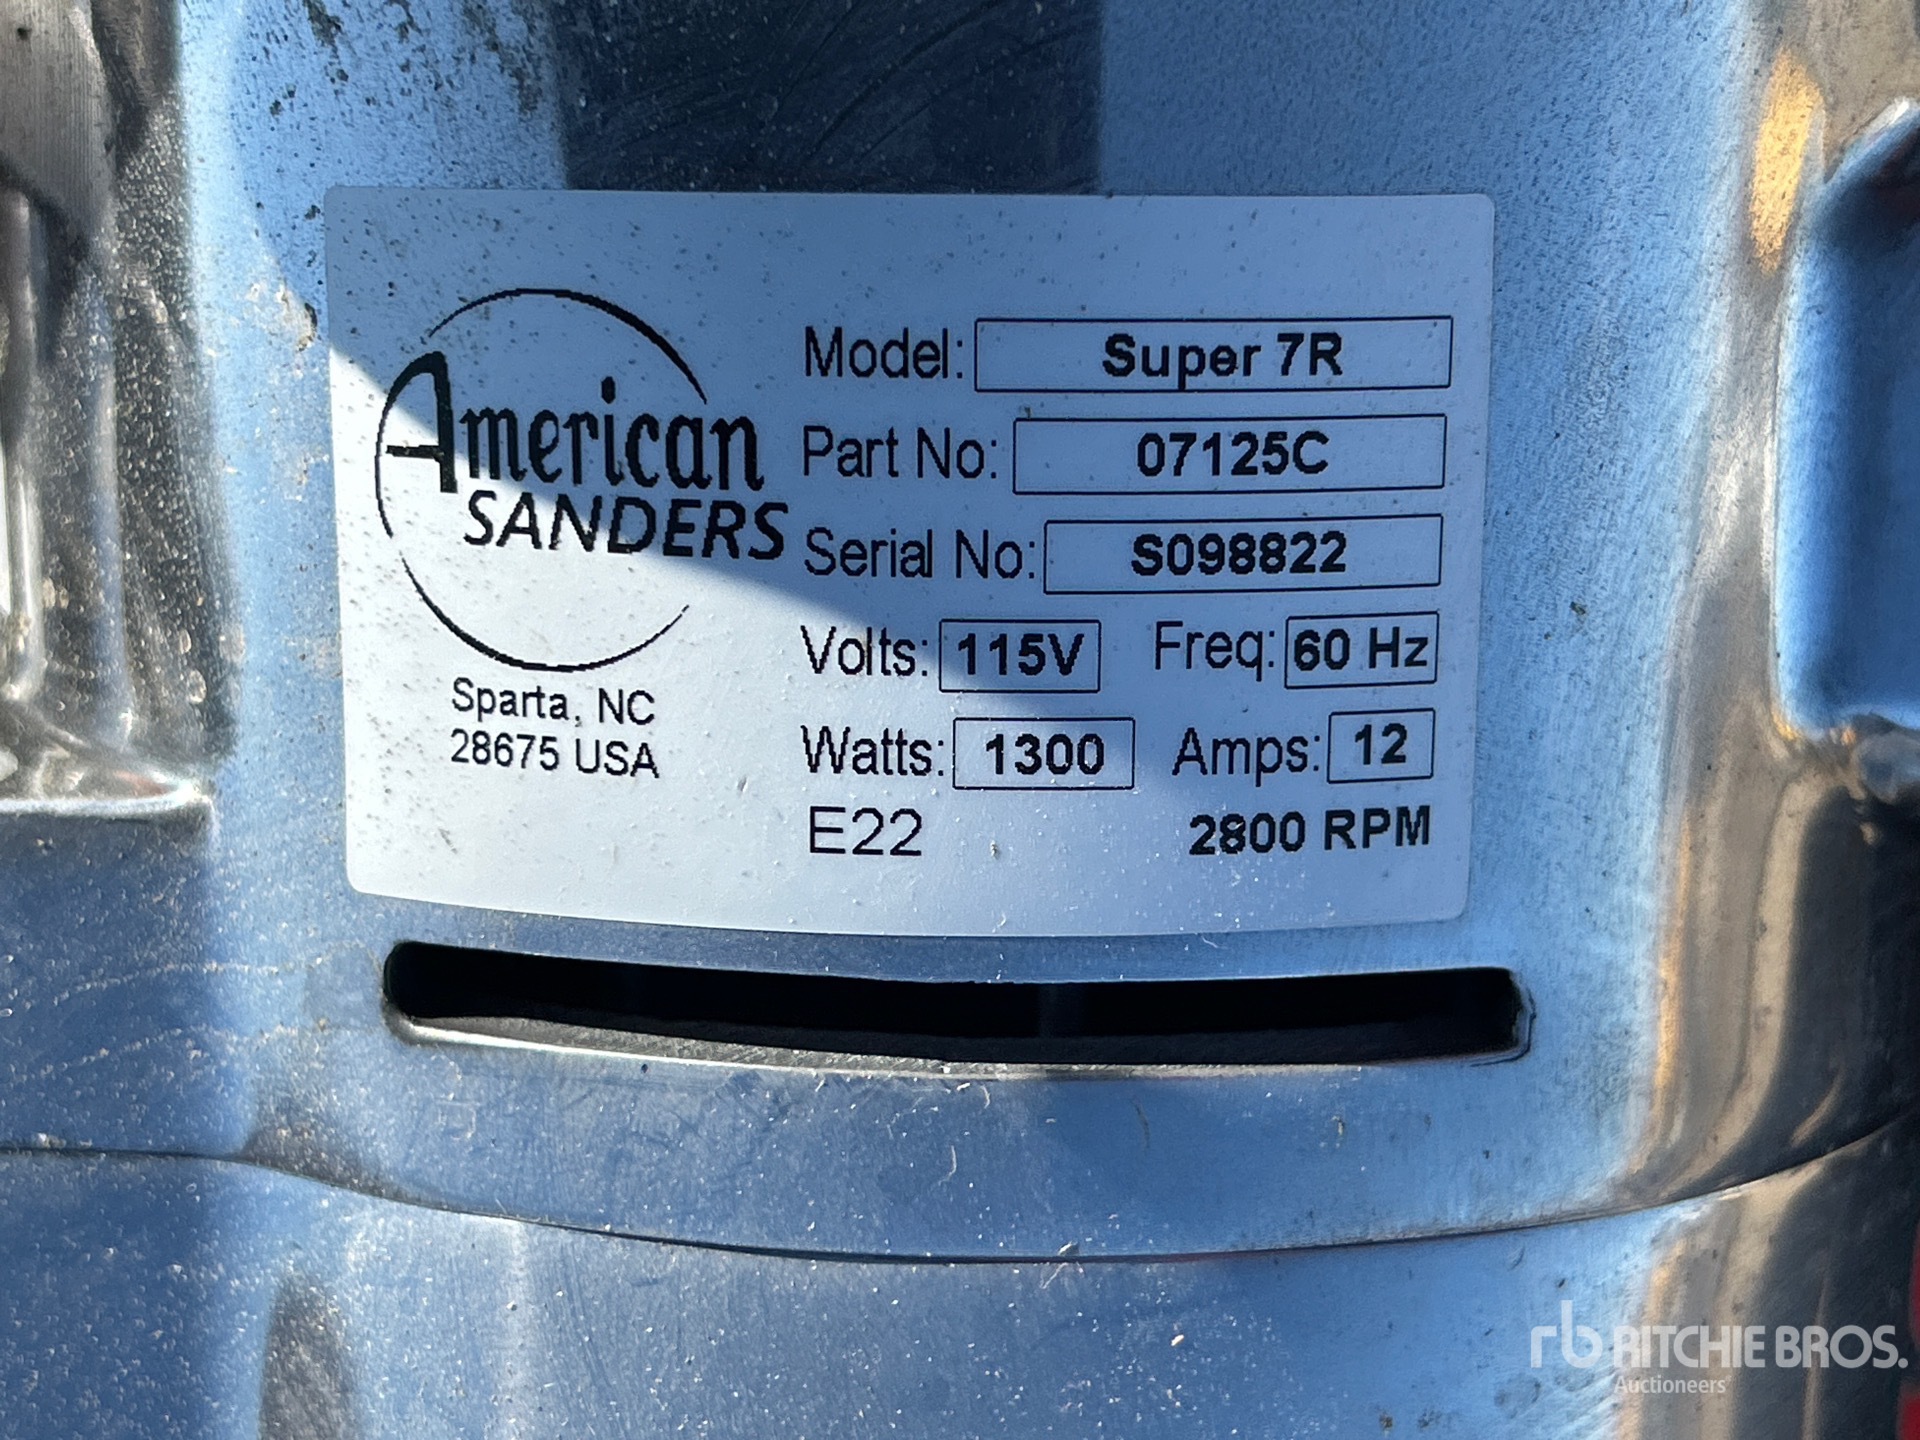 American
SANDERS
Sparta, NC
28675 USA
Model: Super 7R
Part No: 07125C
Serial No: S098822
Volts: 115V Freq: 60 Hz
Watts: 1300 Amps: 12
E22 2800 RPM
rb RITCHIE BROS.
Auctioneers